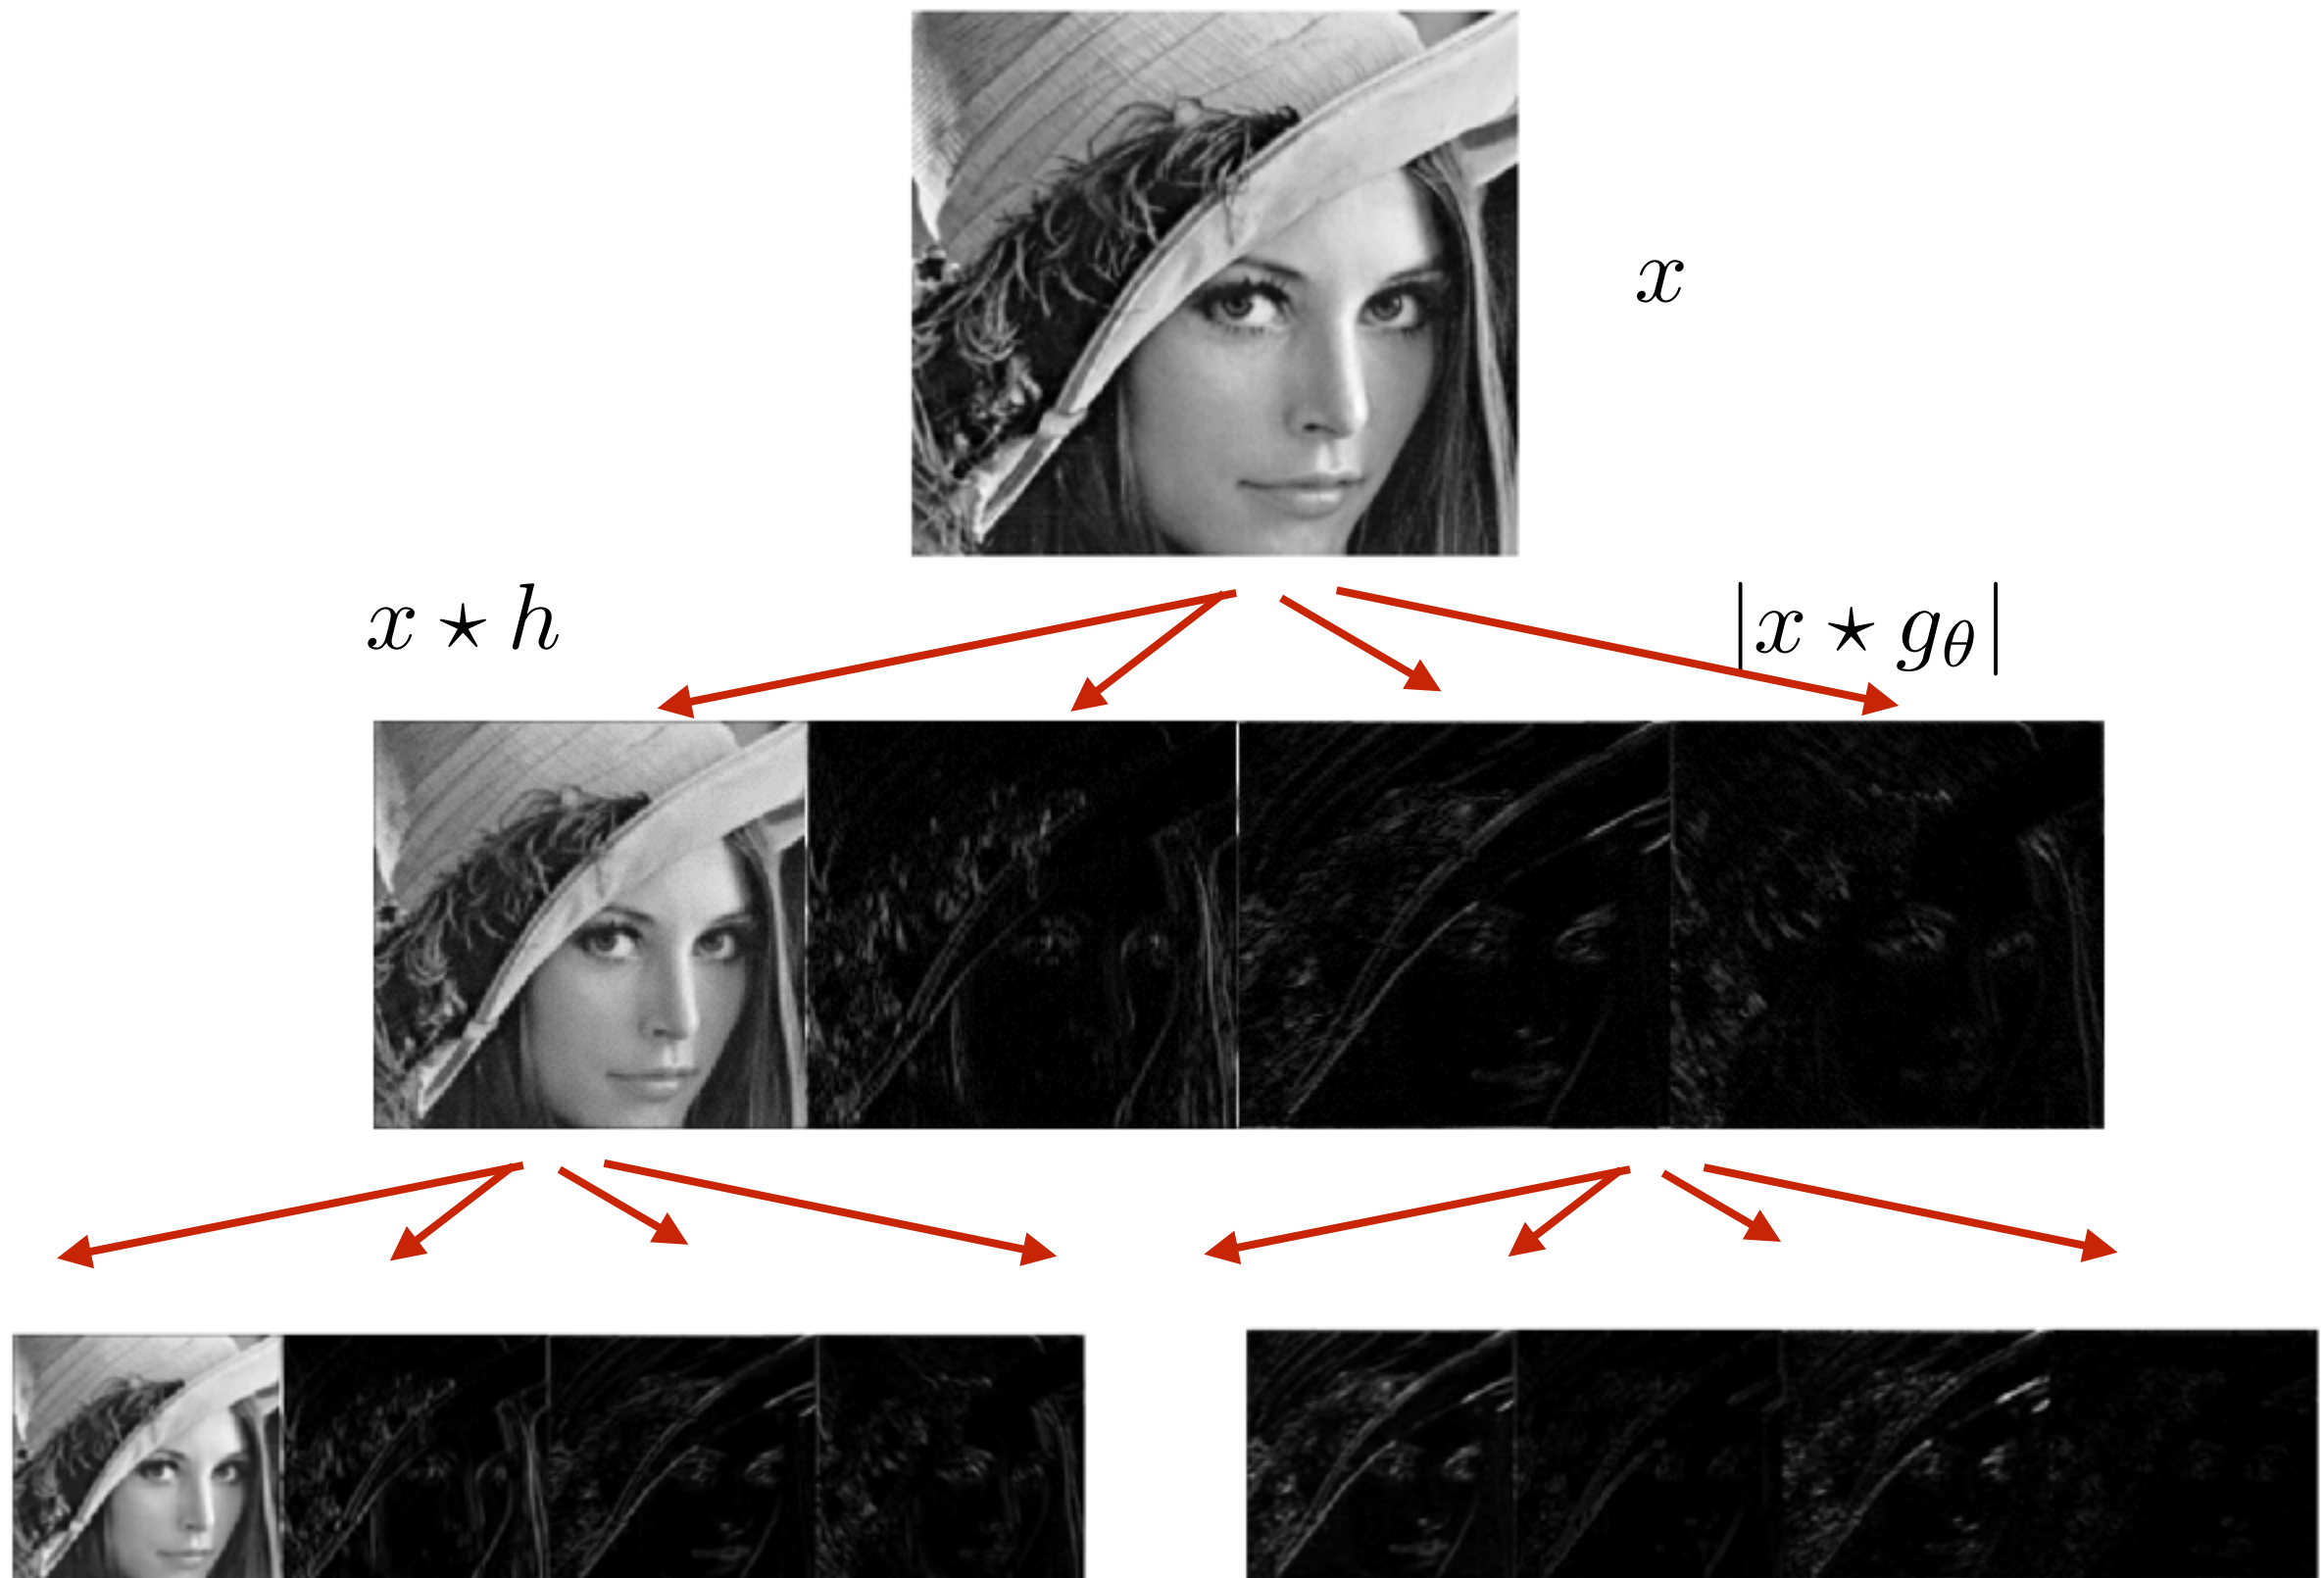 x
x ⋆ h
|x ⋆ g_θ|